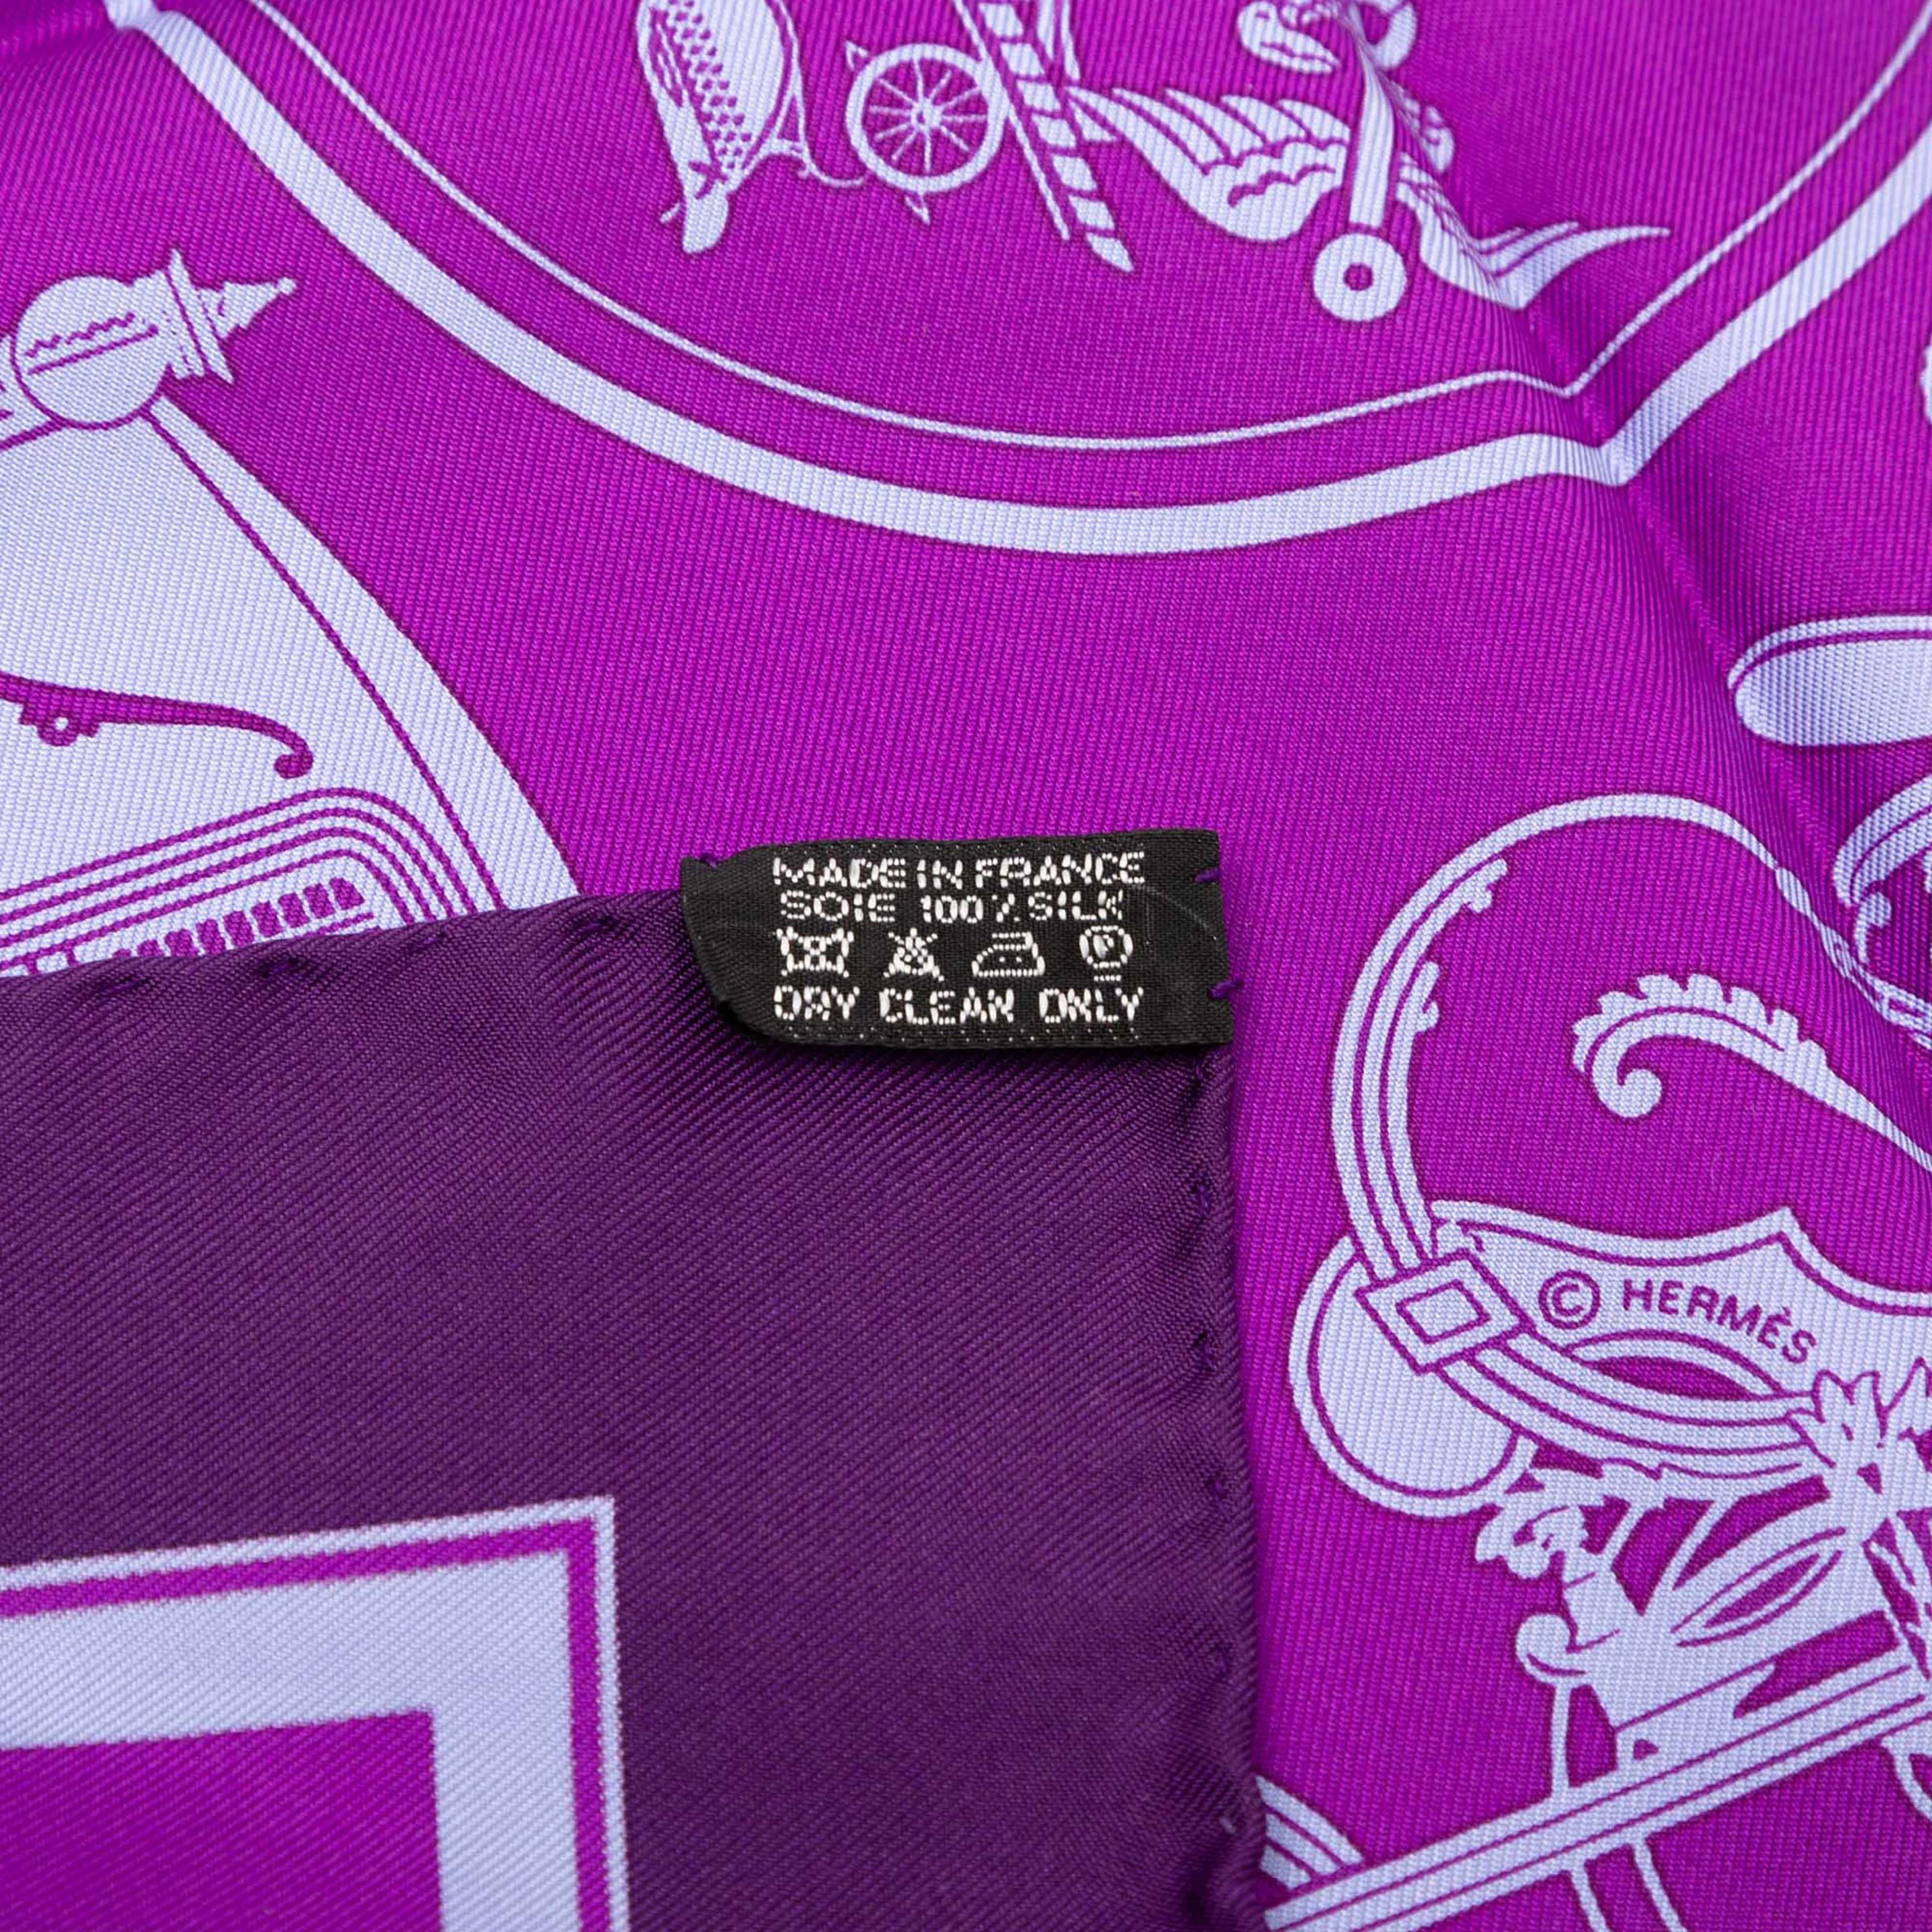 MADE IN FRANCE
SOIE 100% SILK
P
DRY CLEAN ONLY
© HERMÈS